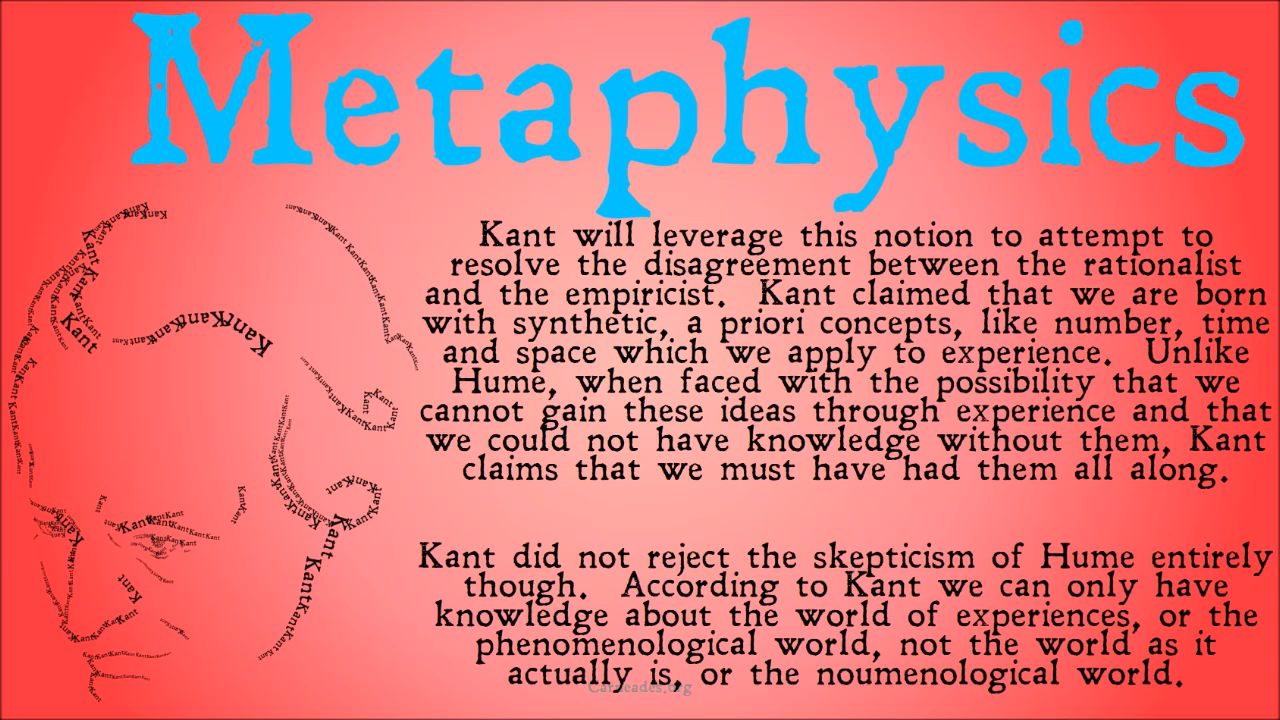 Metaphysics
Kant will leverage this notion to attempt to
resolve the disagreement between the rationalist
and the empiricist.  Kant claimed that we are born
with synthetic, a priori concepts, like number, time
and space which we apply to experience.  Unlike
Hume, when faced with the possibility that we
cannot gain these ideas through experience and that
we could not have knowledge without them, Kant
claims that we must have had them all along.
Kant did not reject the skepticism of Hume entirely
though.  According to Kant we can only have
knowledge about the world of experiences, or the
phenomenological world, not the world as it
actually is, or the noumenological world.
Carneades.org